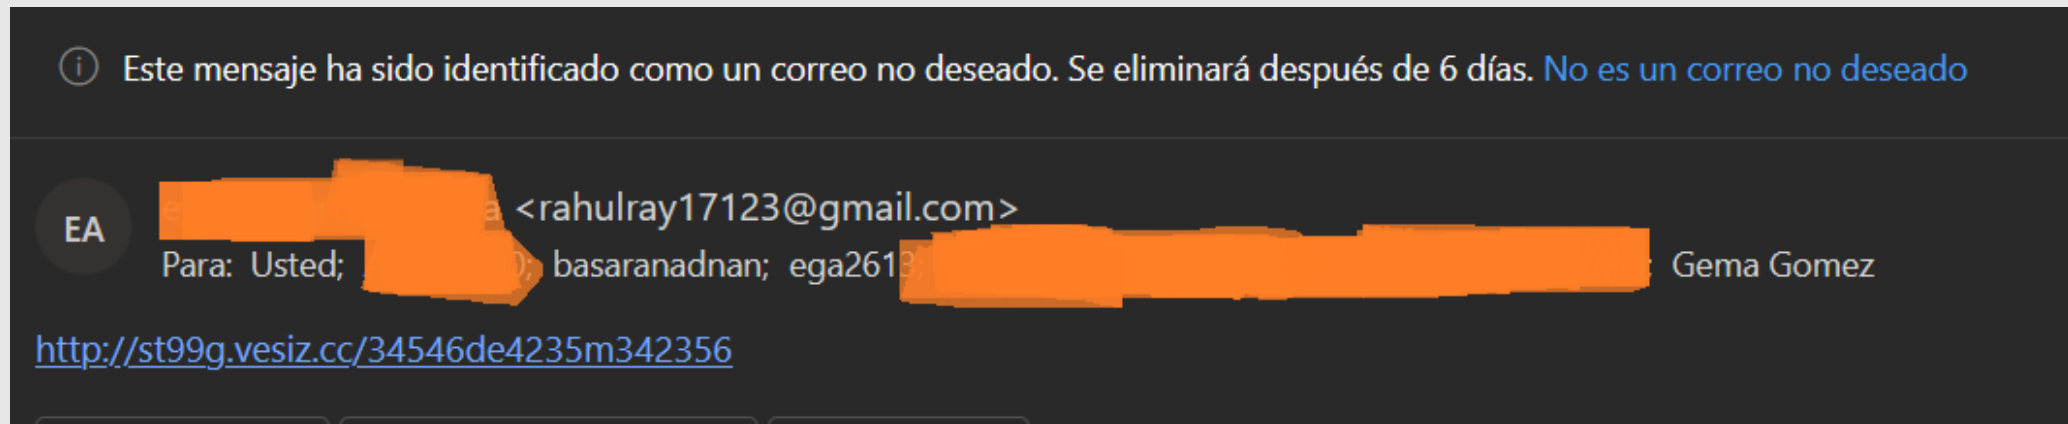 Este mensaje ha sido identificado como un correo no deseado. Se eliminará después de 6 días. No es un correo no deseado
EA
<rahulray17123@gmail.com>
Para: Usted; basaranadnan; ega2613; Gema Gomez
http://st99g.vesiz.cc/34546de4235m342356